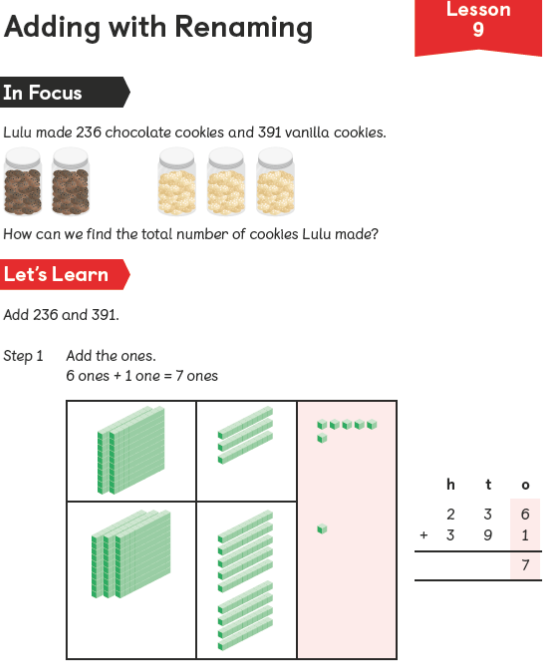 Adding with Renaming
Lesson
9
In Focus
Lulu made 236 chocolate cookies and 391 vanilla cookies.
How can we find the total number of cookies Lulu made?
Let's Learn
Add 236 and 391.
Step 1 Add the ones.
6 ones + 1 one = 7 ones
h t o
2 3 6
+ 3 9 1
7